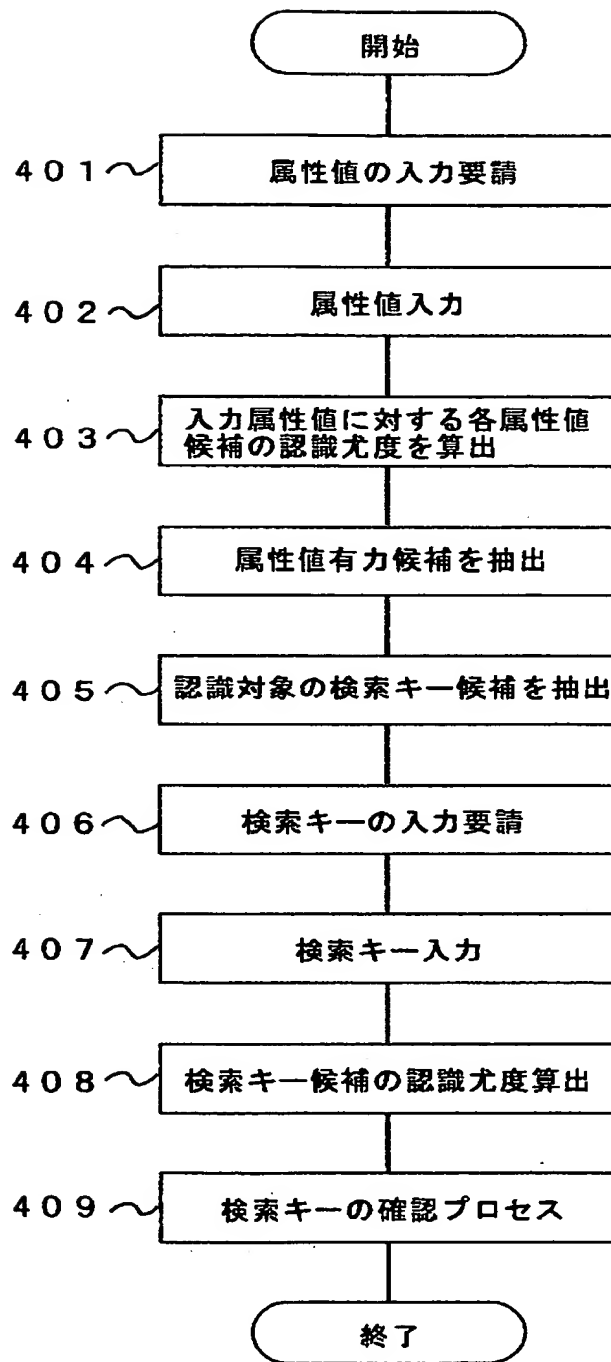 開始
401 属性値の入力要請
402 属性値入力
403 入力属性値に対する各属性値
候補の認識尤度を算出
404 属性値有力候補を抽出
405 認識対象の検索キー候補を抽出
406 検索キーの入力要請
407 検索キー入力
408 検索キー候補の認識尤度算出
409 検索キーの確認プロセス
終了